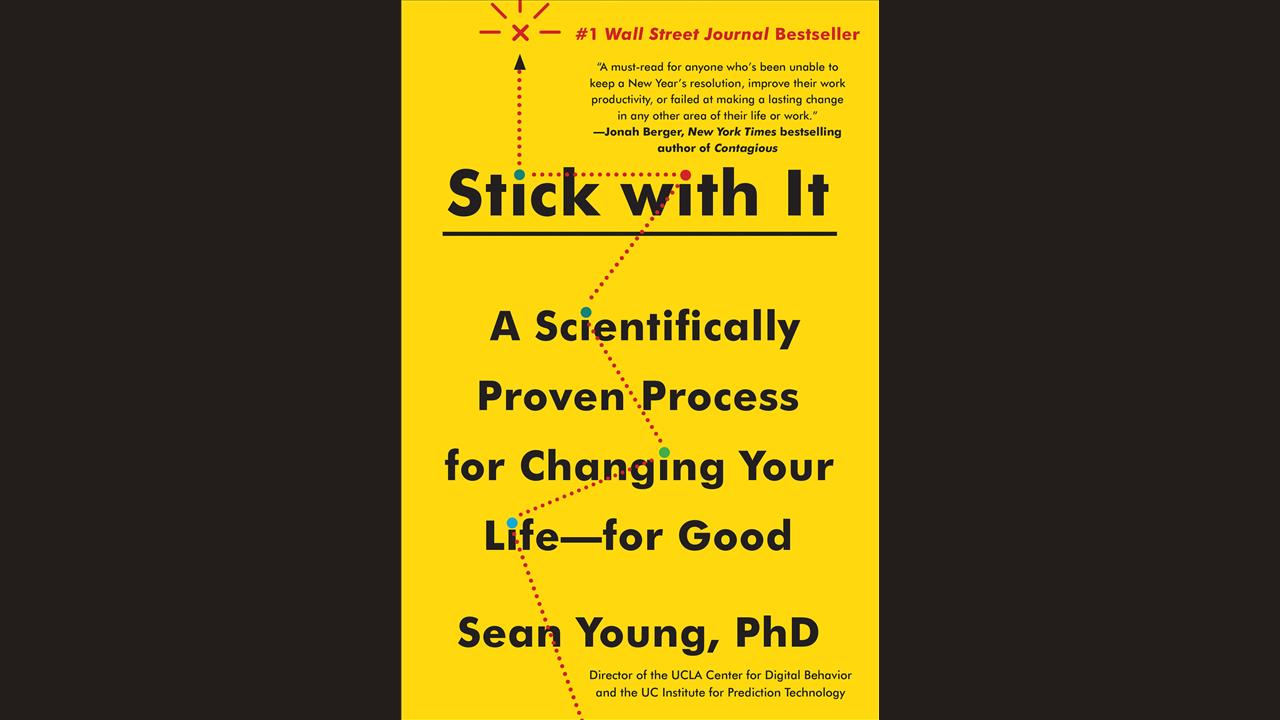 #1 Wall Street Journal Bestseller
“A must-read for anyone who’s been unable to
keep a New Year’s resolution, improve their work
productivity, or failed at making a lasting change
in any other area of their life or work.”
—Jonah Berger, New York Times bestselling
author of Contagious
Stick with It
A Scientifically
Proven Process
for Changing Your
Life—for Good
Sean Young, PhD
Director of the UCLA Center for Digital Behavior
and the UC Institute for Prediction Technology